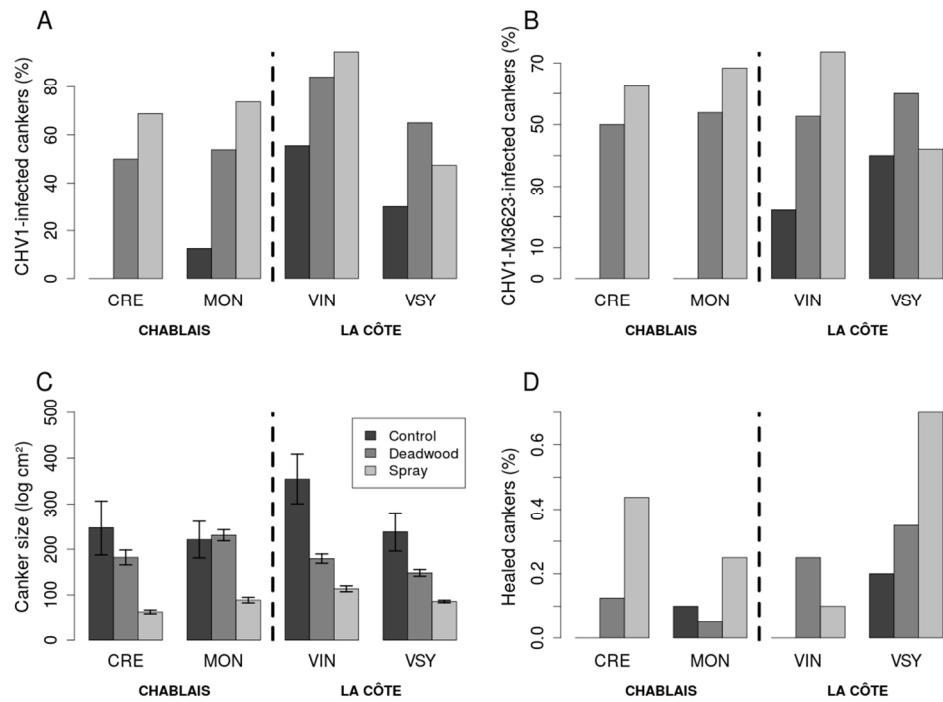 A
CHV1-infected cankers (%)
0 20 40 60 80
CRE MON VIN VSY
CHABLAIS LA CÔTE
B
CHV1-M3623-infected cankers (%)
0 10 30 50 70
CRE MON VIN VSY
CHABLAIS LA CÔTE
C
Canker size (log cm²)
0 100 200 300 400 500
Control
Deadwood
Spray
CRE MON VIN VSY
CHABLAIS LA CÔTE
D
Healed cankers (%)
0.0 0.2 0.4 0.6
CRE MON VIN VSY
CHABLAIS LA CÔTE